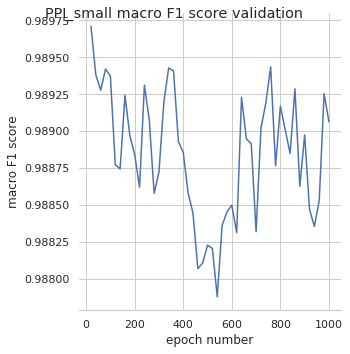 PPI small macro F1 score validation
0.98975
0.98950
0.98925
0.98900
0.98875
0.98850
0.98825
0.98800
macro F1 score
0 200 400 600 800 1000
epoch number